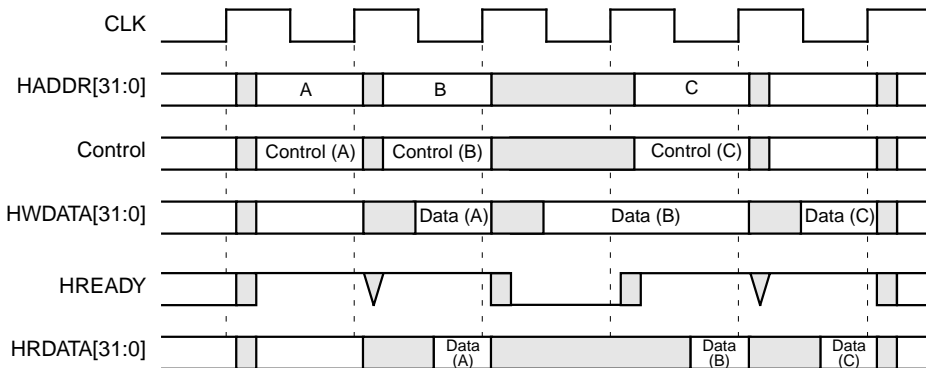 CLK
HADDR[31:0] A B C
Control Control (A) Control (B) Control (C)
HWDATA[31:0] Data (A) Data (B) Data (C)
HREADY
HRDATA[31:0] Data (A) Data (B) Data (C)